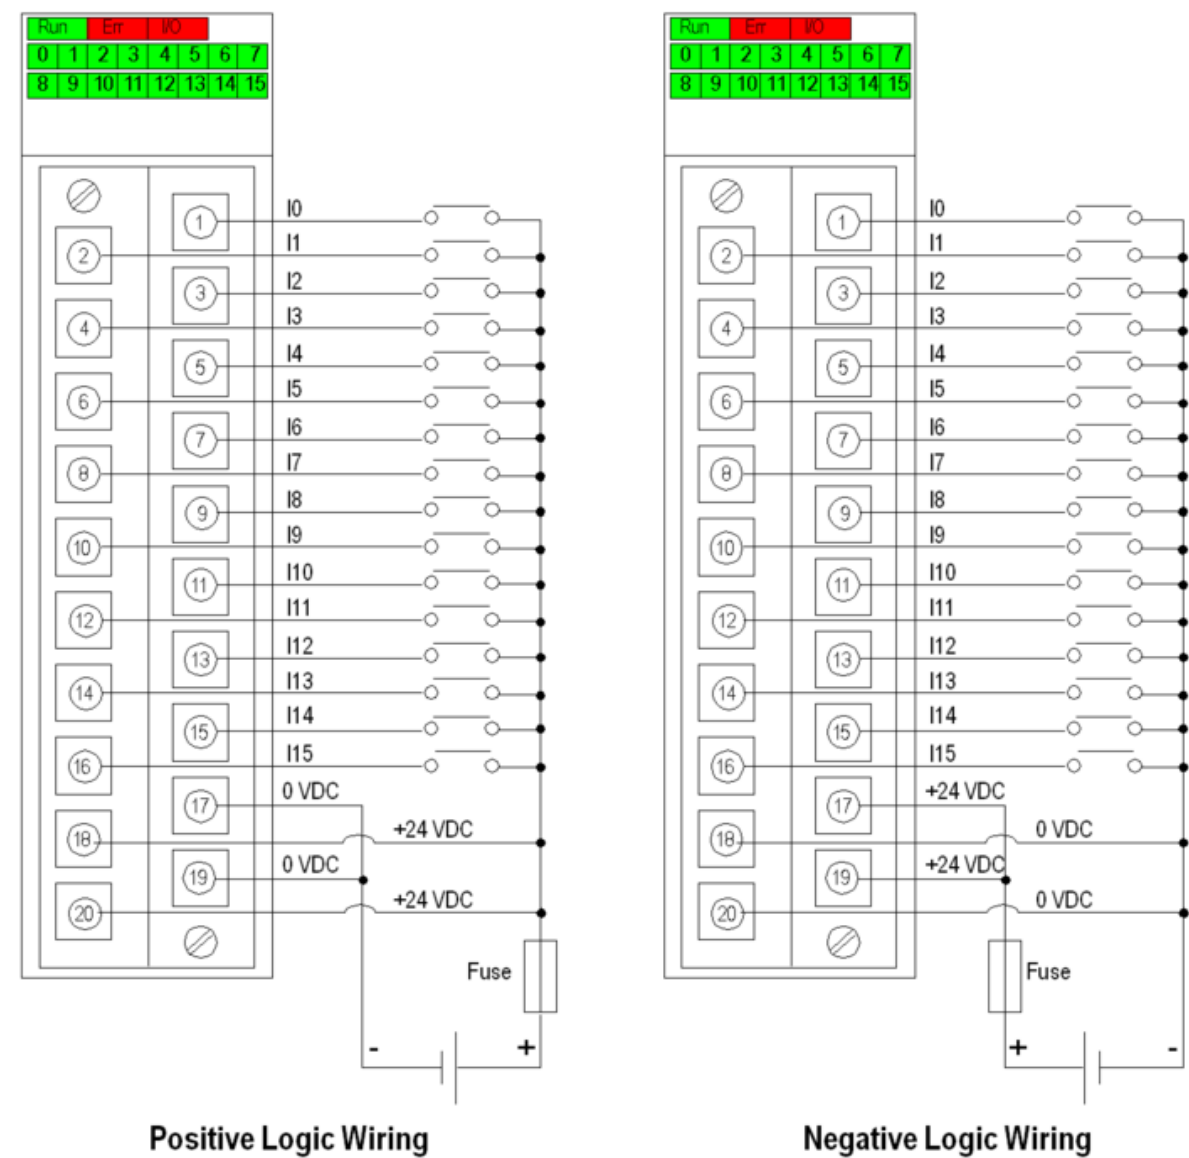 Run Err I/O
0 1 2 3 4 5 6 7
8 9 10 11 12 13 14 15
1 I0
2 I1
3 I2
4 I3
5 I4
6 I5
7 I6
8 I7
9 I8
10 I9
11 I10
12 I11
13 I12
14 I13
15 I14
16 I15
17 0 VDC
18 +24 VDC
19 0 VDC
20 +24 VDC
Fuse
- +
Positive Logic Wiring
Run Err I/O
0 1 2 3 4 5 6 7
8 9 10 11 12 13 14 15
1 I0
2 I1
3 I2
4 I3
5 I4
6 I5
7 I6
8 I7
9 I8
10 I9
11 I10
12 I11
13 I12
14 I13
15 I14
16 I15
17 +24 VDC
18 0 VDC
19 +24 VDC
20 0 VDC
Fuse
+ -
Negative Logic Wiring